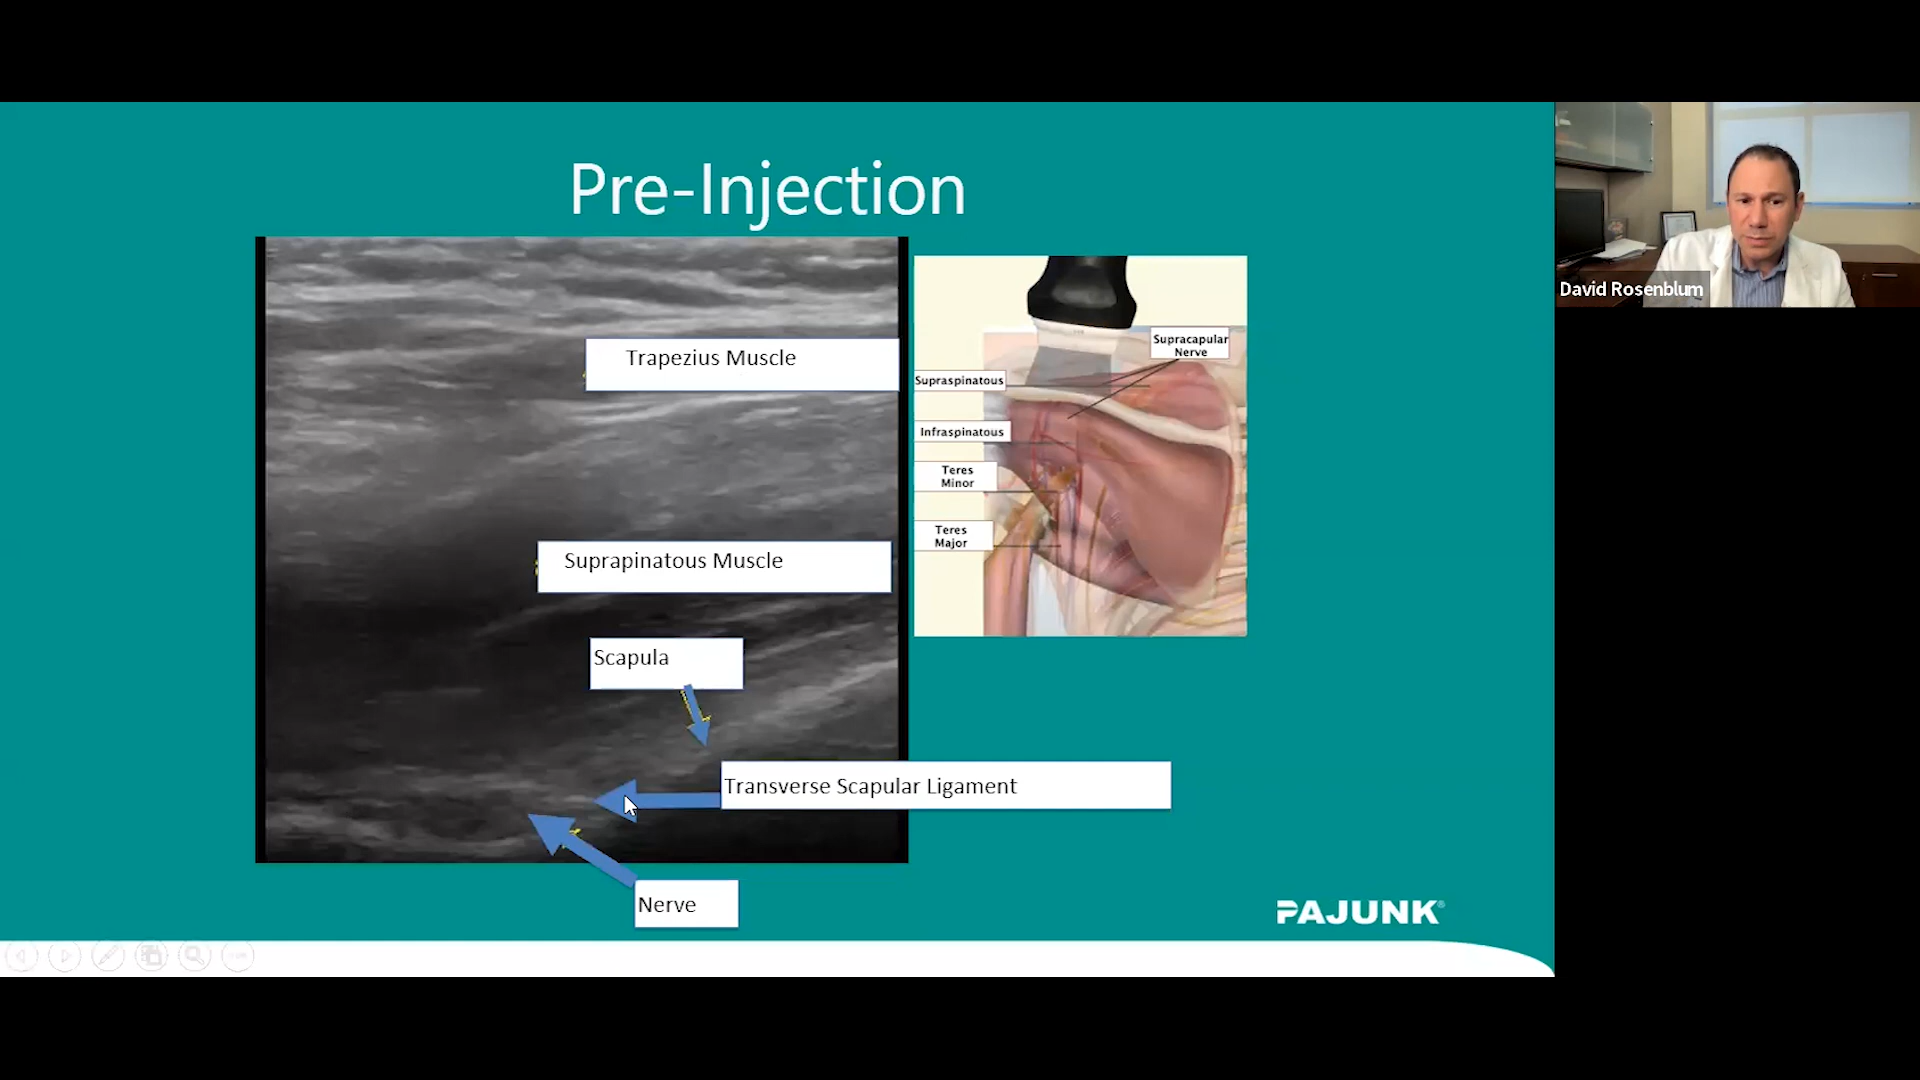 Pre-Injection
Trapezius Muscle
Suprapinatous Muscle
Scapula
Transverse Scapular Ligament
Nerve
Supracapular
Nerve
Supraspinatous
Infraspinatous
Teres
Minor
Teres
Major
PAJUNK®
David Rosenblum